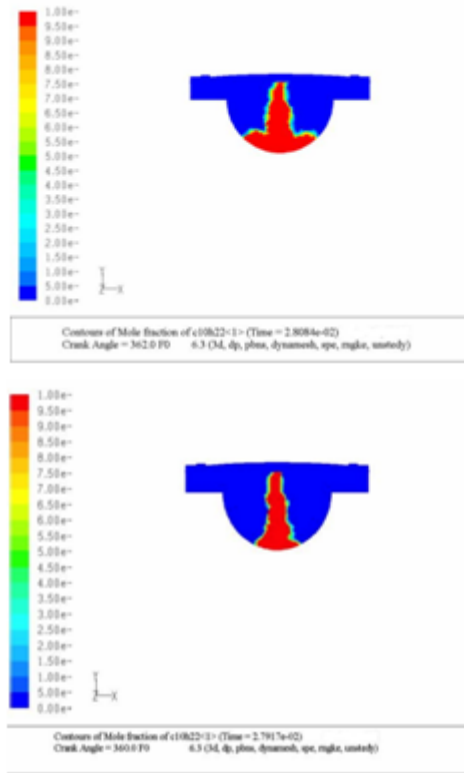 1.00e-
9.50e-
9.00e-
8.50e-
8.00e-
7.50e-
7.00e-
6.50e-
6.00e-
5.50e-
5.00e-
4.50e-
4.00e-
3.50e-
3.00e-
2.50e-
2.00e-
1.50e-
1.00e-
5.00e-
0.00e-
Y
Z X
Contours of Mole fraction of c10h22<1> (Time = 2.8084e-02)
Crank Angle = 362.0 F0 6.3 (3d, dp, pbns, dynamesh, spe, rngke, unstedy)
1.00e-
9.50e-
9.00e-
8.50e-
8.00e-
7.50e-
7.00e-
6.50e-
6.00e-
5.50e-
5.00e-
4.50e-
4.00e-
3.50e-
3.00e-
2.50e-
2.00e-
1.50e-
1.00e-
5.00e-
0.00e-
Y
Z X
Contours of Mole fraction of c10h22<1> (Time = 2.7917e-02)
Crank Angle = 360.0 F0 6.3 (3d, dp, pbns, dynamesh, spe, rngke, unstedy)